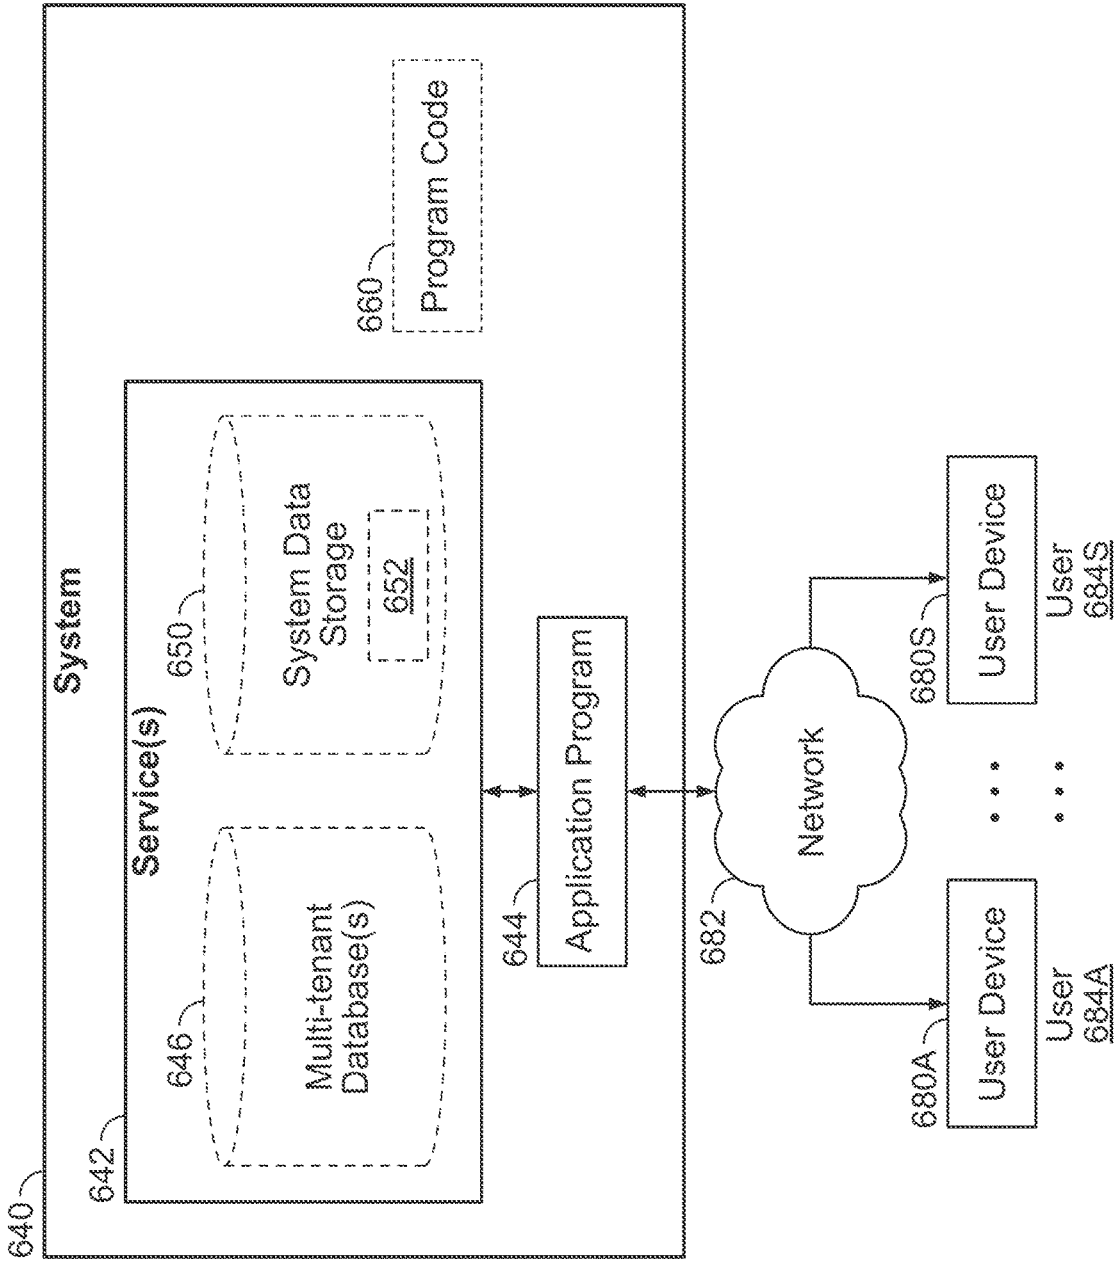 640
System
642
Service(s)
646
Multi-tenant
Database(s)
650
System Data
Storage
652
660
Program Code
644
Application Program
682
Network
680A
User Device
User
684A
680S
User Device
User
684S